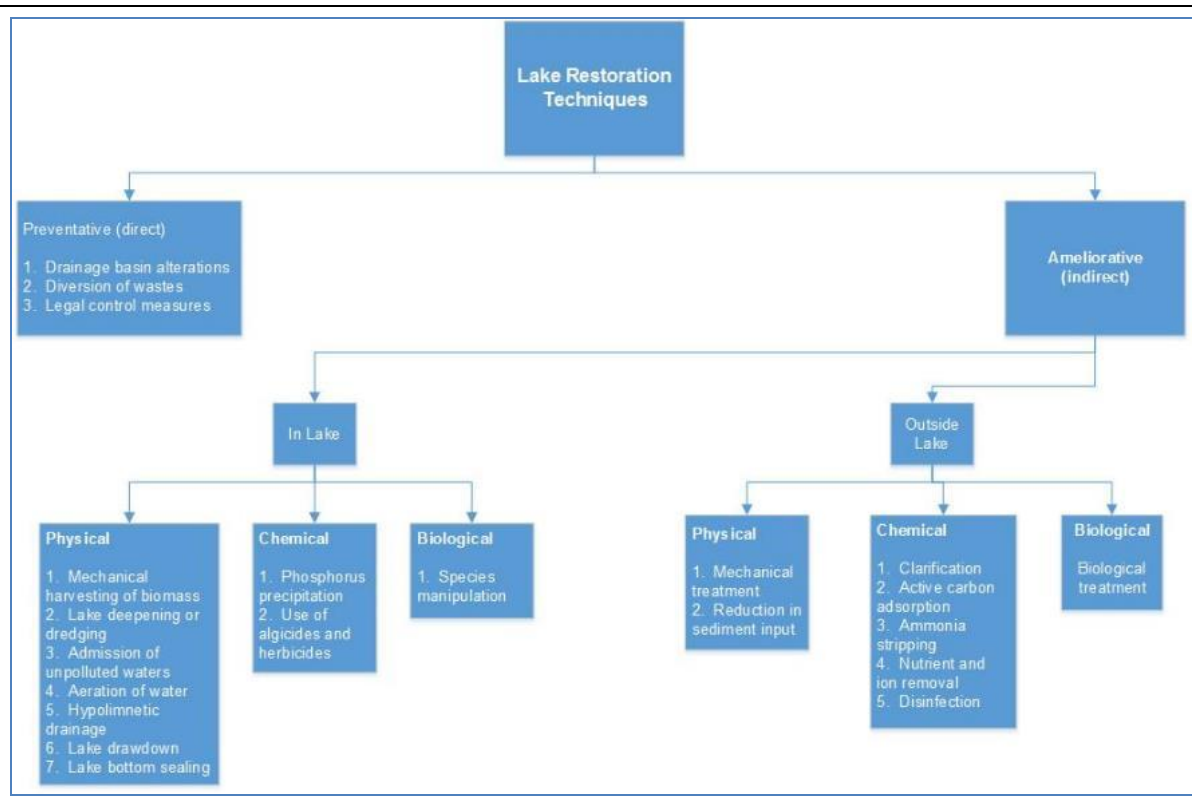 Lake Restoration
Techniques
Preventative (direct)
1. Drainage basin alterations
2. Diversion of wastes
3. Legal control measures
Ameliorative
(indirect)
In Lake
Outside
Lake
Physical
1. Mechanical
harvesting of biomass
2. Lake deepening or
dredging
3. Admission of
unpolluted waters
4. Aeration of water
5. Hypolimnetic
drainage
6. Lake drawdown
7. Lake bottom sealing
Chemical
1. Phosphorus
precipitation
2. Use of
algicides and
herbicides
Biological
1. Species
manipulation
Physical
1. Mechanical
treatment
2. Reduction in
sediment input
Chemical
1. Clarification
2. Active carbon
adsorption
3. Ammonia
stripping
4. Nutrient and
ion removal
5. Disinfection
Biological
Biological
treatment